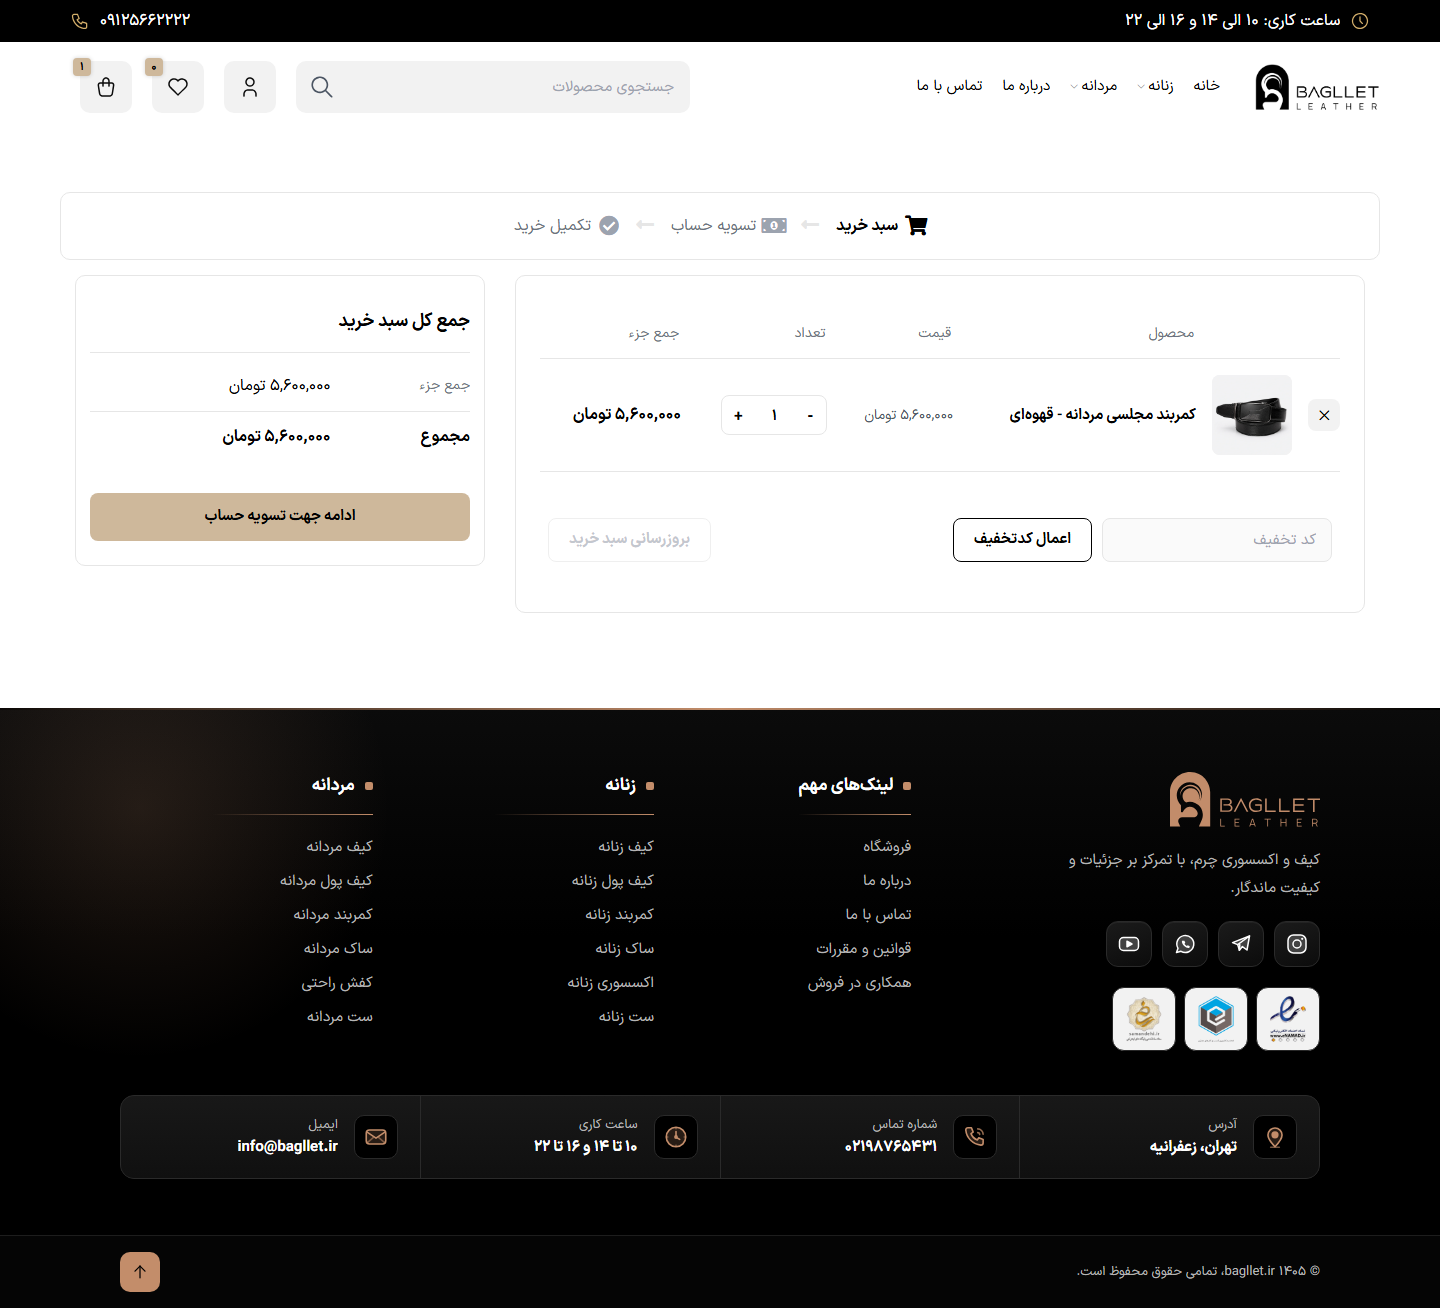 ساعت کاری: ۱۰ الی ۱۴ و ۱۶ الی ۲۲
۰۹۱۲۵۶۶۲۲۲۲
BAGLLET
LEATHER
خانه
زنانه
مردانه
درباره ما
تماس با ما
جستجوی محصولات
۰
۱
سبد خرید
تسویه حساب
تکمیل خرید
محصول
قیمت
تعداد
جمع جزء
کمربند مجلسی مردانه - قهوه‌ای
۵,۶۰۰,۰۰۰ تومان
- ۱ +
۵,۶۰۰,۰۰۰ تومان
کد تخفیف
اعمال کدتخفیف
بروزرسانی سبد خرید
جمع کل سبد خرید
جمع جزء
۵,۶۰۰,۰۰۰ تومان
مجموع
۵,۶۰۰,۰۰۰ تومان
ادامه جهت تسویه حساب
BAGLLET
LEATHER
کیف و اکسسوری چرم، با تمرکز بر جزئیات و
کیفیت ماندگار.
لینک‌های مهم
فروشگاه
درباره ما
تماس با ما
قوانین و مقررات
همکاری در فروش
زنانه
کیف زنانه
کیف پول زنانه
کمربند زنانه
ساک زنانه
اکسسوری زنانه
ست زنانه
مردانه
کیف مردانه
کیف پول مردانه
کمربند مردانه
ساک مردانه
کفش راحتی
ست مردانه
آدرس
تهران، زعفرانیه
شماره تماس
۰۲۱۹۸۷۶۵۴۳۱
ساعت کاری
۱۰ تا ۱۴ و ۱۶ تا ۲۲
ایمیل
info@bagllet.ir
© ۱۴۰۵ bagllet.ir، تمامی حقوق محفوظ است.